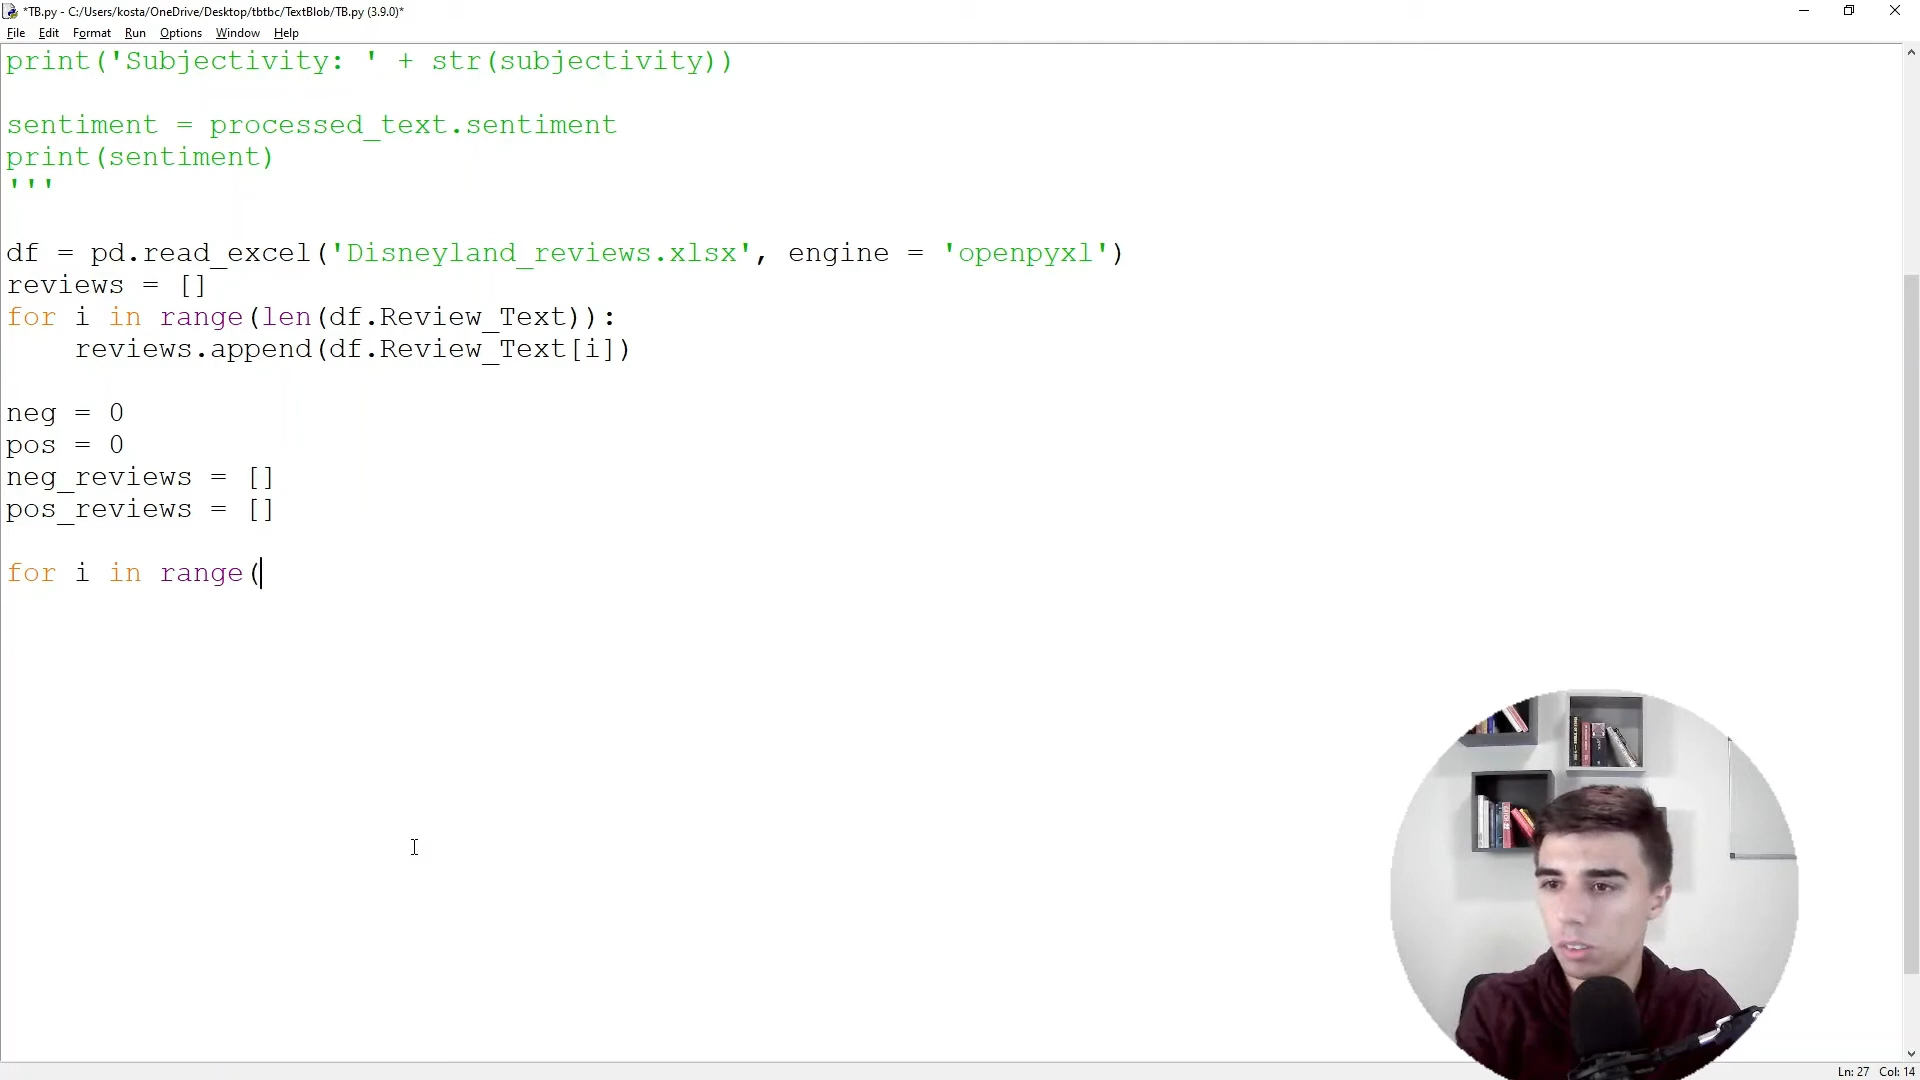 *TB.py - C:/Users/kosta/OneDrive/Desktop/tbtbc/TextBlob/TB.py (3.9.0)*
File Edit Format Run Options Window Help
print('Subjectivity: ' + str(subjectivity))
sentiment = processed_text.sentiment
print(sentiment)
'''
df = pd.read_excel('Disneyland_reviews.xlsx', engine = 'openpyxl')
reviews = []
for i in range(len(df.Review_Text)):
    reviews.append(df.Review_Text[i])
neg = 0
pos = 0
neg_reviews = []
pos_reviews = []
for i in range(
Ln: 27 Col: 14